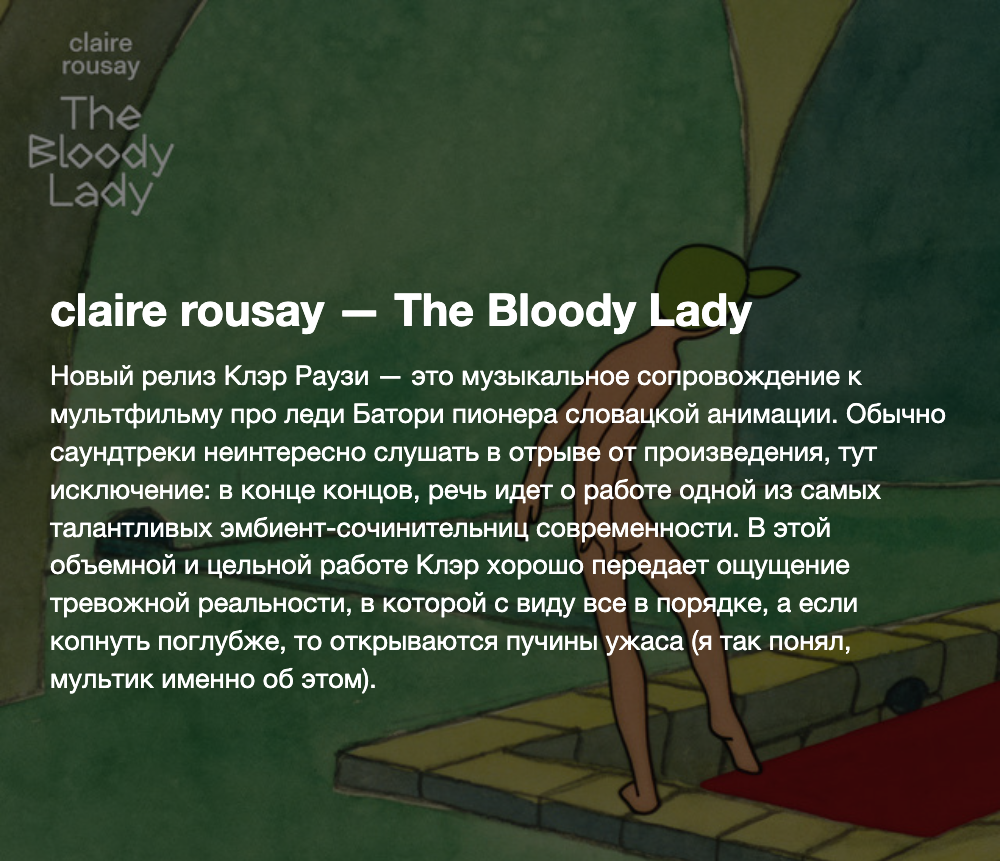 claire
rousay
The
Bloody
Lady
claire rousay — The Bloody Lady
Новый релиз Клэр Раузи — это музыкальное сопровождение к
мультфильму про леди Батори пионера словацкой анимации. Обычно
саундтреки неинтересно слушать в отрыве от произведения, тут
исключение: в конце концов, речь идет о работе одной из самых
талантливых эмбиент-сочинительниц современности. В этой
объемной и цельной работе Клэр хорошо передает ощущение
тревожной реальности, в которой с виду все в порядке, а если
копнуть поглубже, то открываются пучины ужаса (я так понял,
мультик именно об этом).